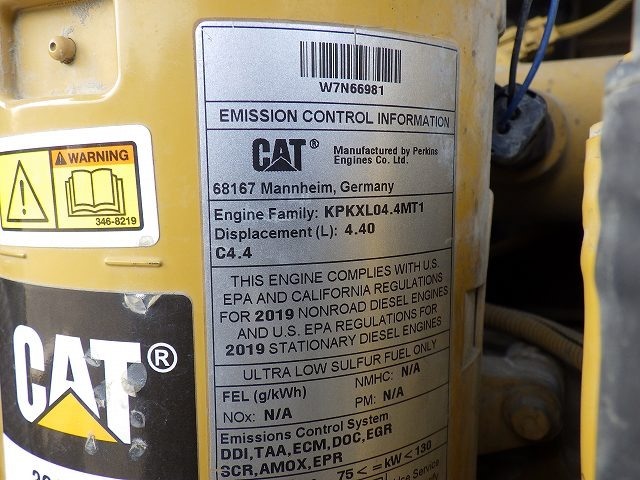 W7N66981
EMISSION CONTROL INFORMATION
CAT® Manufactured by Perkins
Engines Co. Ltd.
68167 Mannheim, Germany
Engine Family: KPKXL04.4MT1
Displacement (L): 4.40
C4.4
THIS ENGINE COMPLIES WITH U.S.
EPA AND CALIFORNIA REGULATIONS
FOR 2019 NONROAD DIESEL ENGINES
AND U.S. EPA REGULATIONS FOR
2019 STATIONARY DIESEL ENGINES
ULTRA LOW SULFUR FUEL ONLY
FEL (g/kWh) NMHC: N/A
NOx: N/A PM: N/A
Emissions Control System
DDI,TAA,ECM,DOC,EGR
SCR,AMOX,EPR
75 <=kW<130
Service
WARNING
346-8219
CAT®